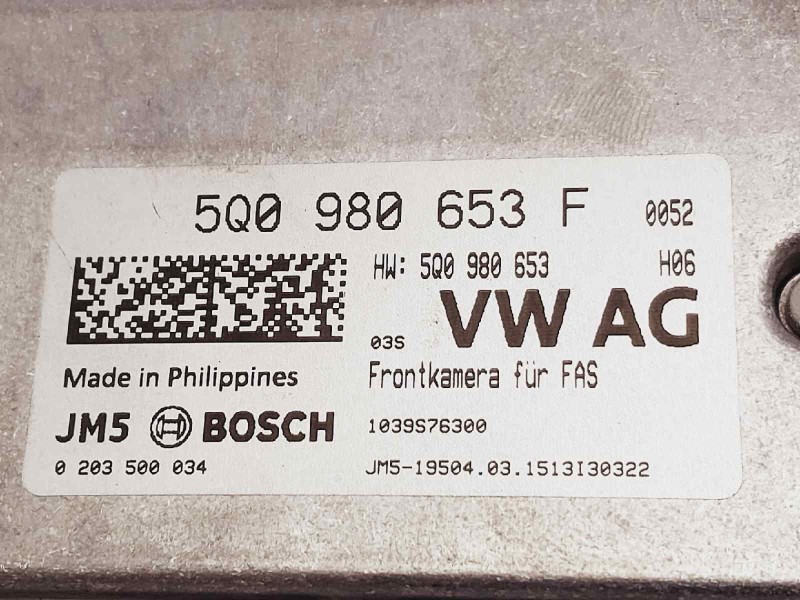 5Q0 980 653 F 0052
HW: 5Q0 980 653 H06
03S VW AG
Made in Philippines Frontkamera für FAS
JM5 BOSCH 1039S76300
0 203 500 034 JM5-19504.03.1513I30322